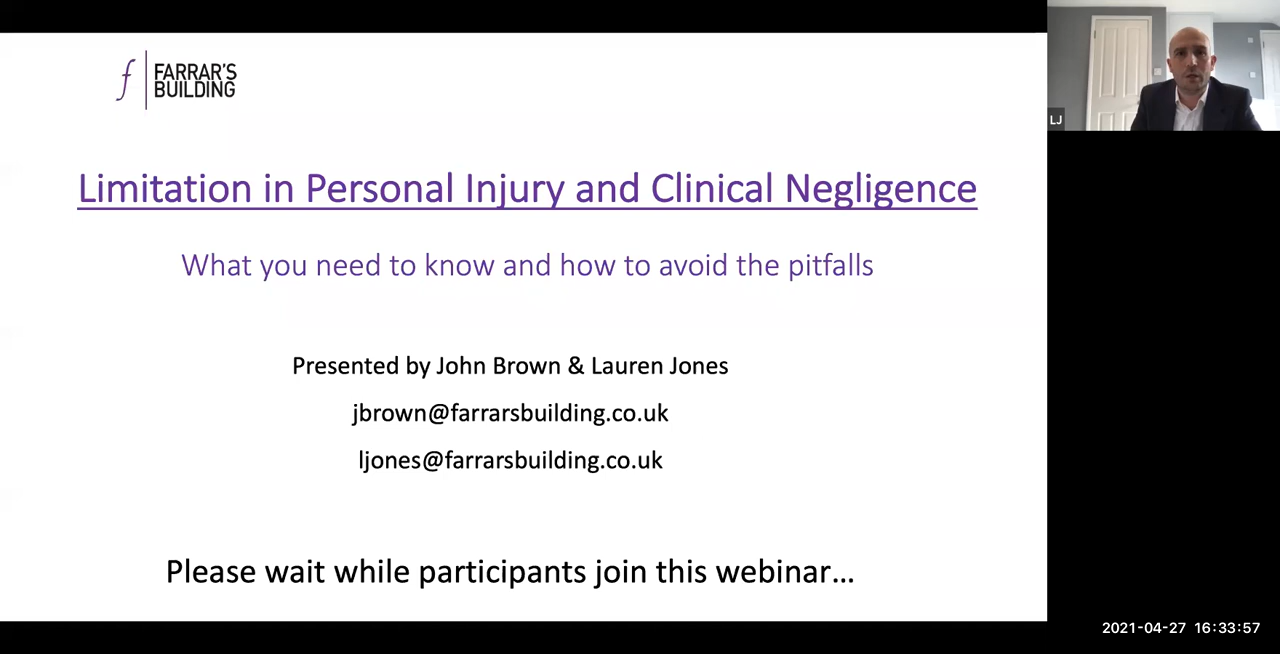 f
FARRAR'S
BUILDING
Limitation in Personal Injury and Clinical Negligence
What you need to know and how to avoid the pitfalls
Presented by John Brown & Lauren Jones
jbrown@farrarsbuilding.co.uk
ljones@farrarsbuilding.co.uk
Please wait while participants join this webinar…
LJ
2021-04-27 16:33:57